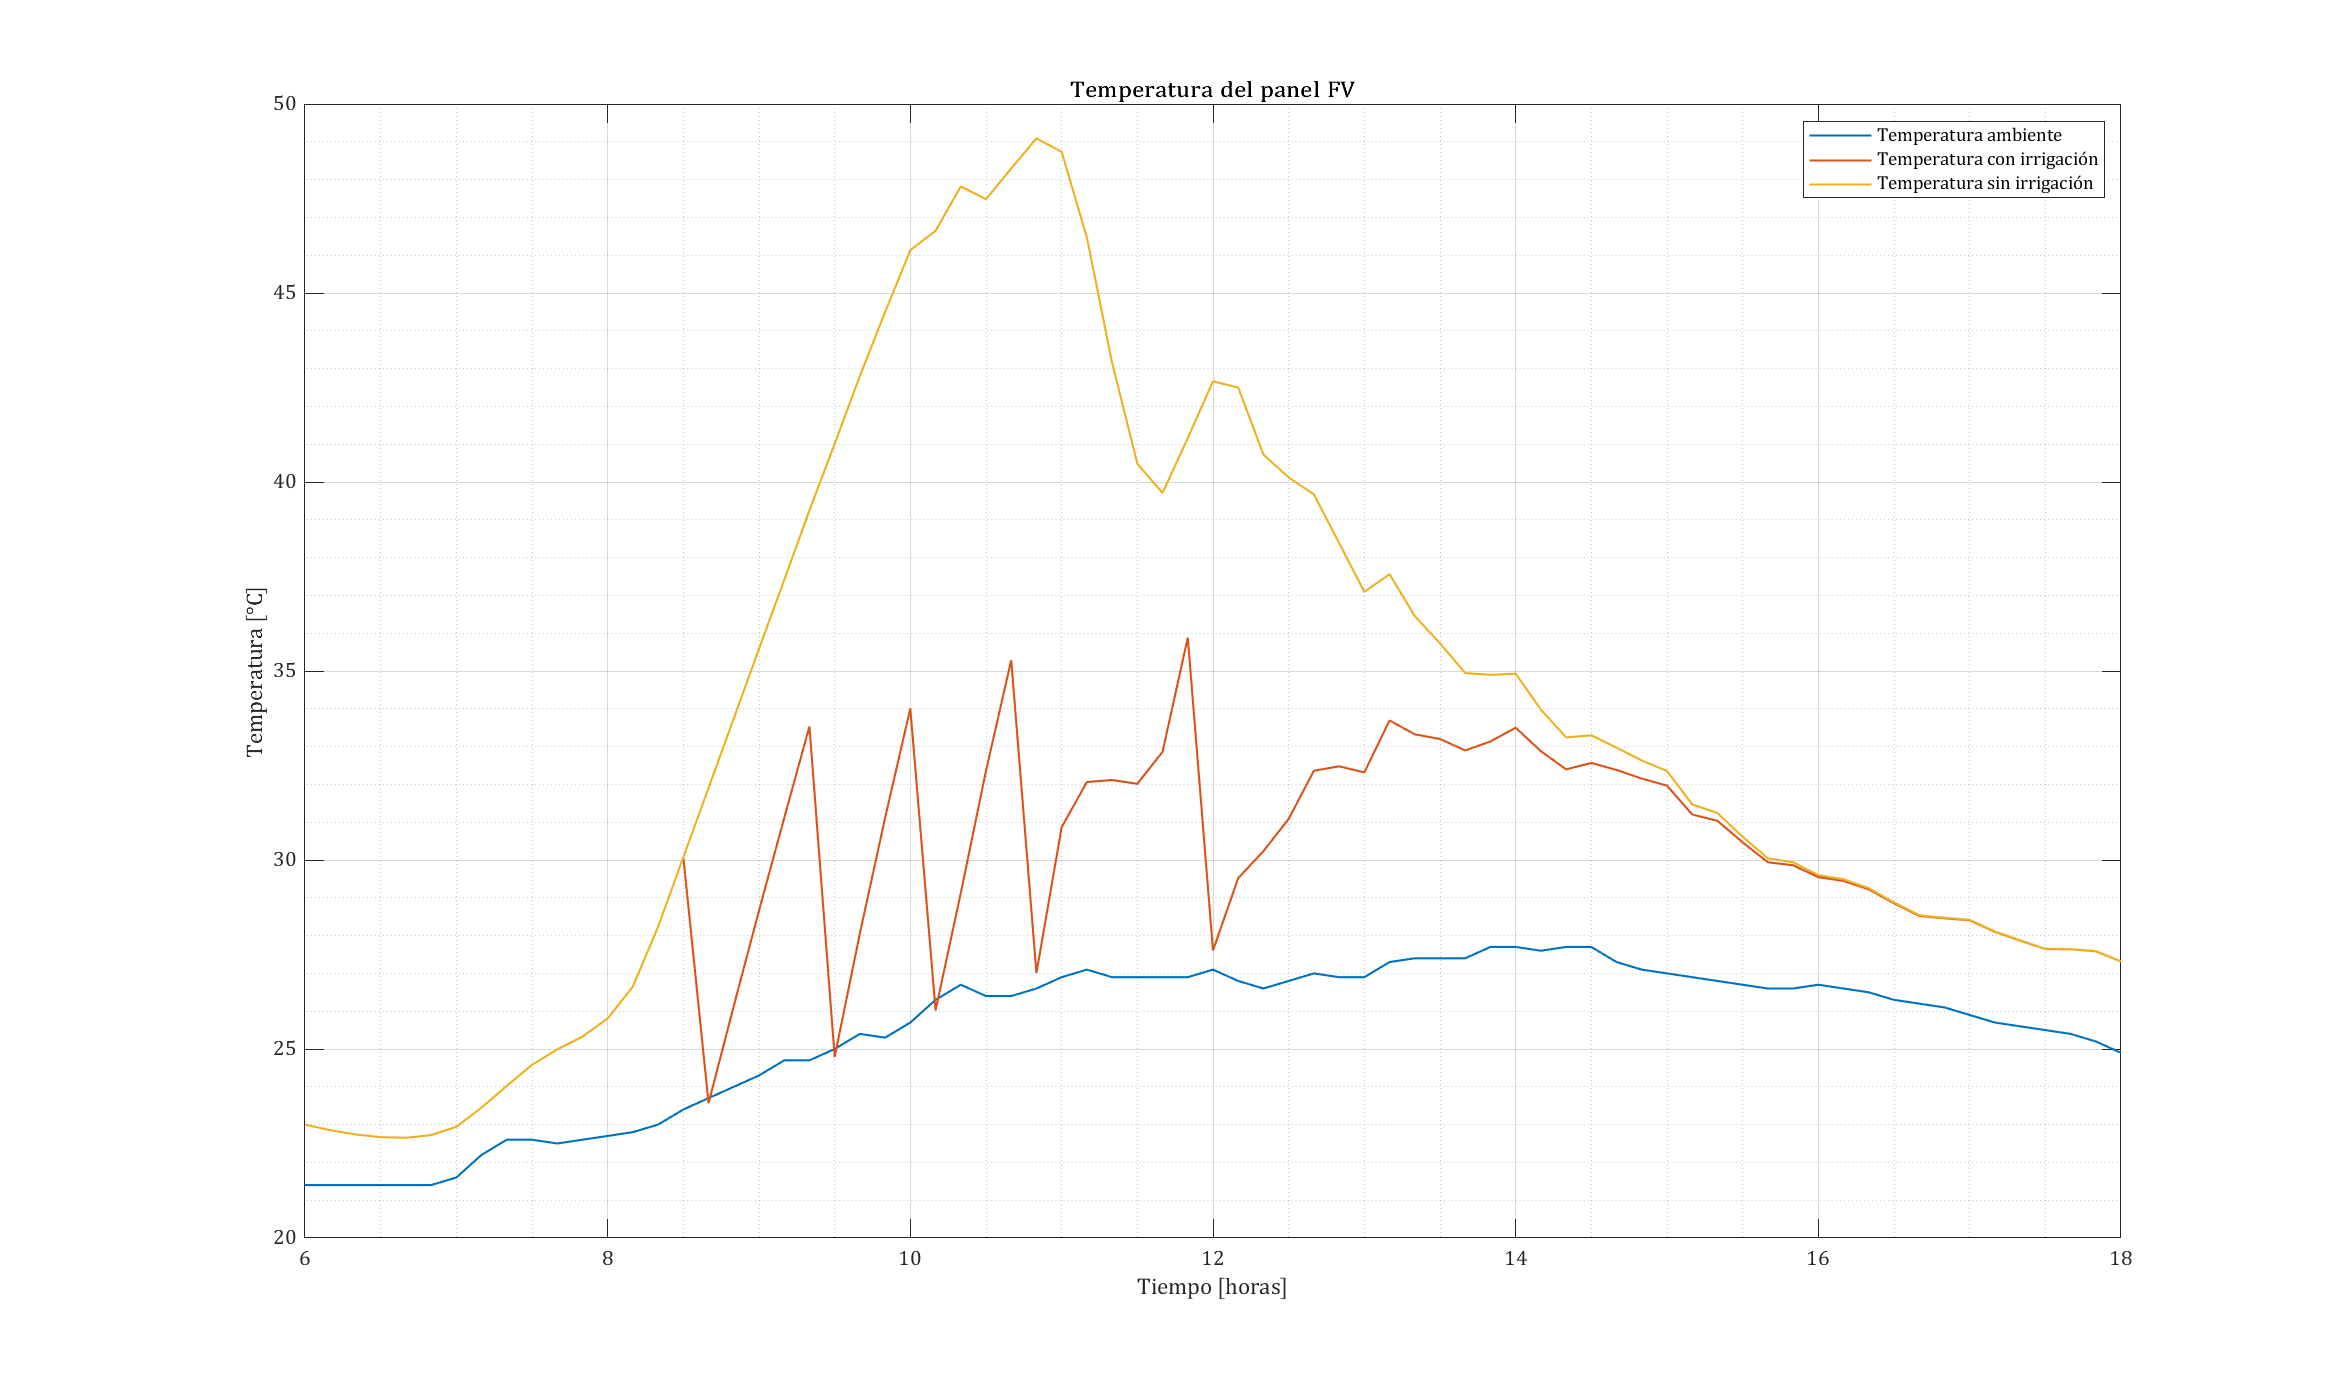 Temperatura del panel FV
50
45
40
35
30
25
20
Temperatura [°C]
6
8
10
12
14
16
18
Tiempo [horas]
Temperatura ambiente
Temperatura con irrigación
Temperatura sin irrigación